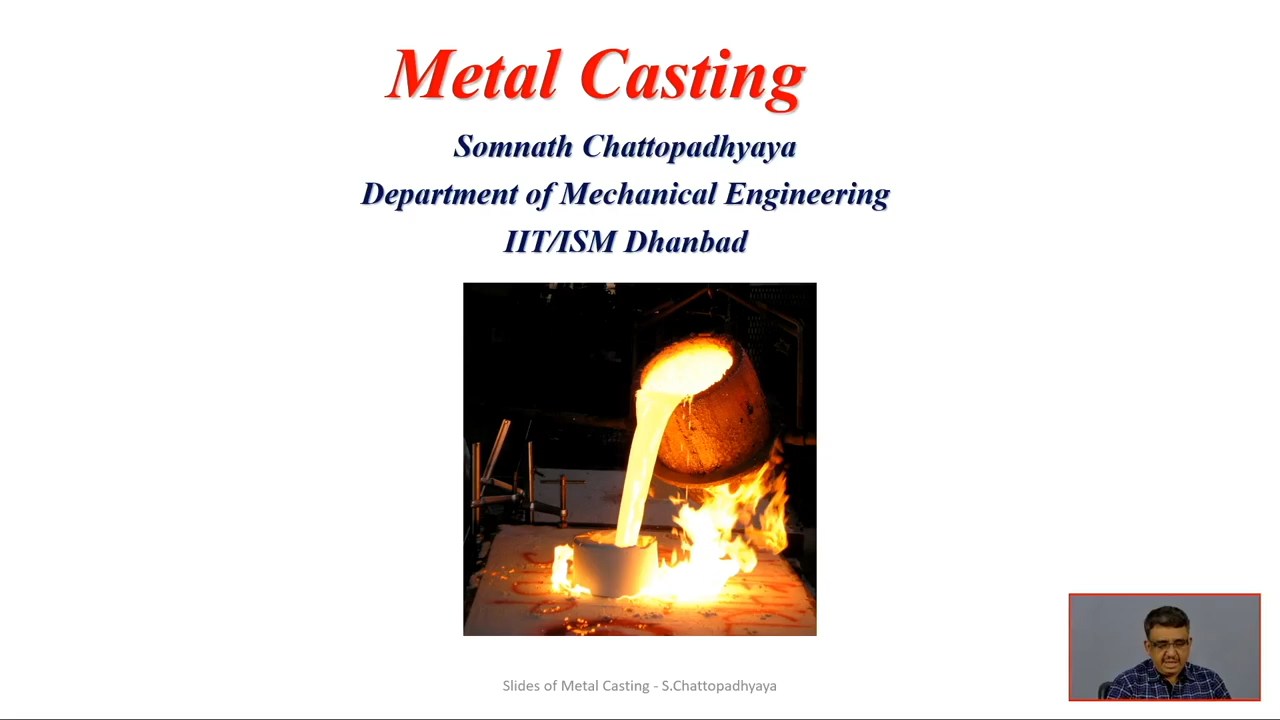 Metal Casting
Somnath Chattopadhyaya
Department of Mechanical Engineering
IIT/ISM Dhanbad
Slides of Metal Casting - S.Chattopadhyaya